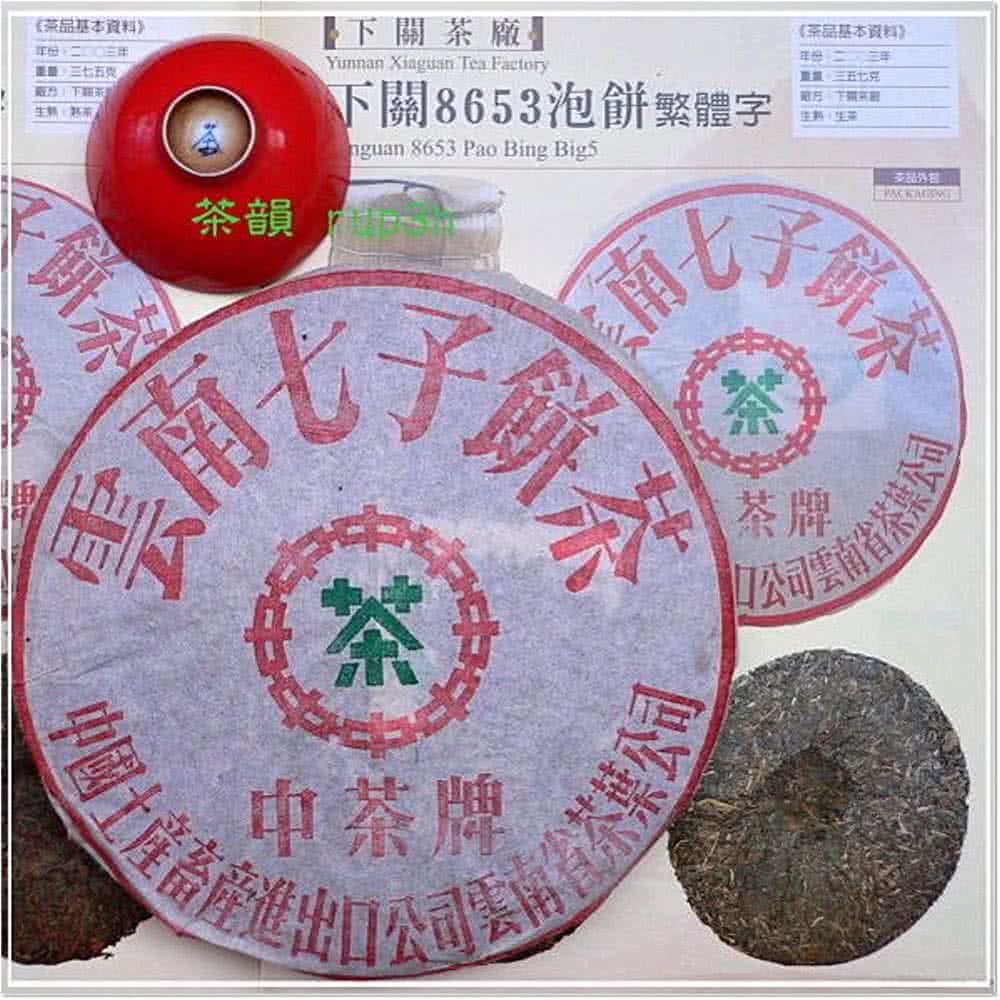 《茶品基本資料》
年份：二〇〇三年
重量：三七五克
廠方：下關茶廠
生熟：熟茶
下關茶廠
Yunnan Xiaguan Tea Factory
下關8653泡餅繁體字
nguan 8653 Pao Bing Big5
《茶品基本資料》
年份：二〇〇三年
重量：三五七克
廠方：下關茶廠
生熟：生茶
茶品外包
PACKAGING
茶韻 rup3h
餅茶
雲南七子餅茶
茶
茶牌
口公司雲南省茶葉公司
雲南七子餅茶
茶
中茶牌
中國土產畜產進出口公司雲南省茶葉公司